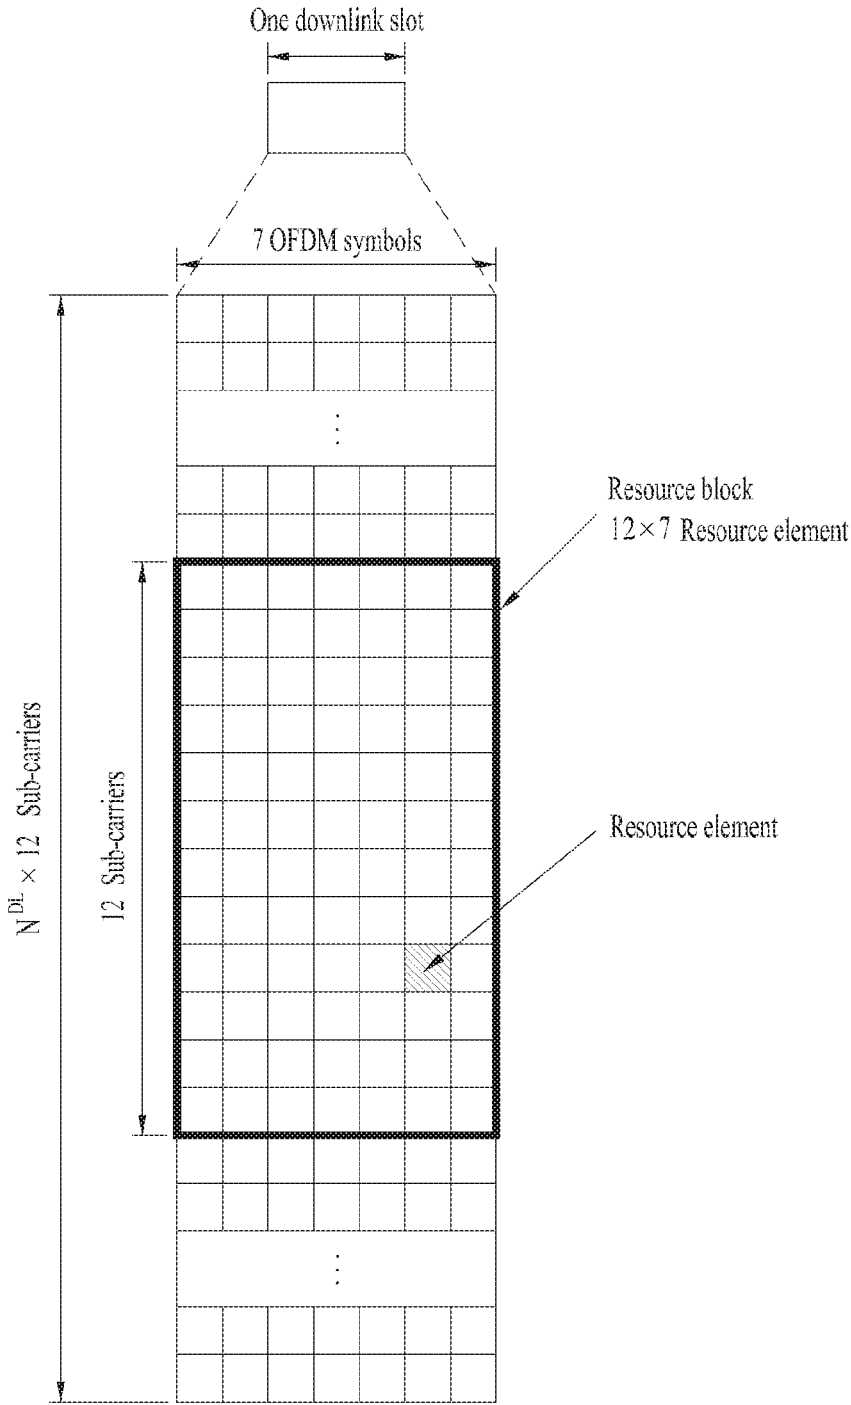 One downlink slot
7 OFDM symbols
Resource block
12×7 Resource element
N^DL × 12 Sub-carriers
12 Sub-carriers
Resource element